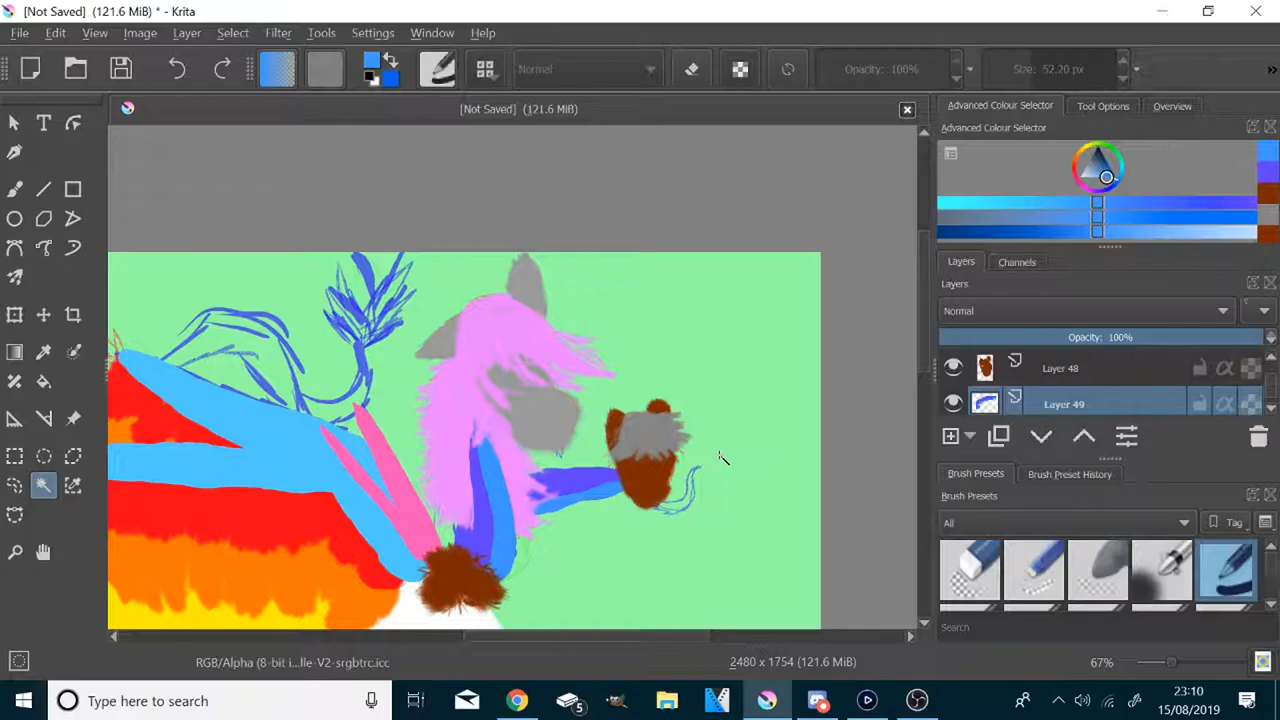 [Not Saved] (121.6 MiB) * - Krita
File Edit View Image Layer Select Filter Tools Settings Window Help
Normal Opacity: 100% Size: 52.20 px »
[Not Saved] (121.6 MiB)
Advanced Colour Selector Tool Options Overview
Advanced Colour Selector
Layers Channels
Layers
Normal
Opacity: 100%
Layer 48
Layer 49
Brush Presets Brush Preset History
Brush Presets
All Tag
Search
RGB/Alpha (8-bit i...lle-V2-srgbtrc.icc 2480 x 1754 (121.6 MiB) 67%
Type here to search 5 23:10
15/08/2019